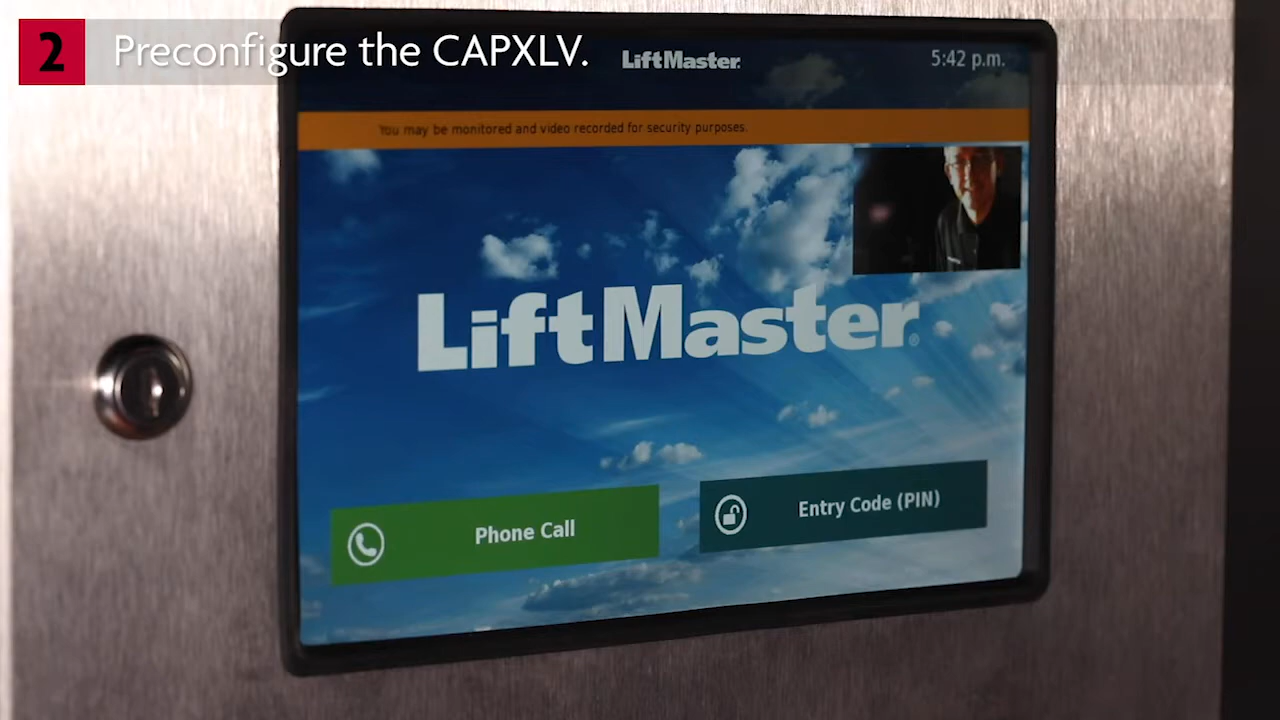 2 Preconfigure the CAPXLV.
LiftMaster.
5:42 p.m.
You may be monitored and video recorded for security purposes.
LiftMaster®
Phone Call
Entry Code (PIN)